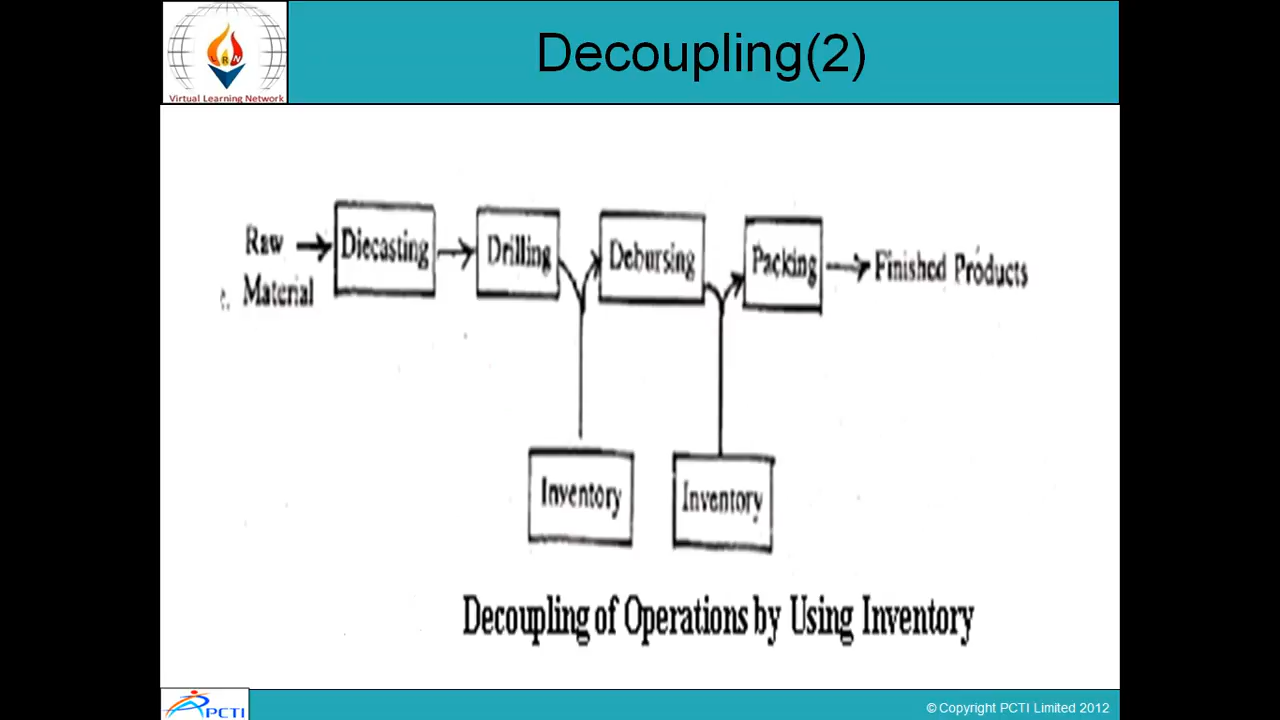 Decoupling(2)
LRN
Virtual Learning Network
Raw
Material
Diecasting
Drilling
Debursing
Packing
Finished Products
Inventory
Inventory
Decoupling of Operations by Using Inventory
PCTI
© Copyright PCTI Limited 2012